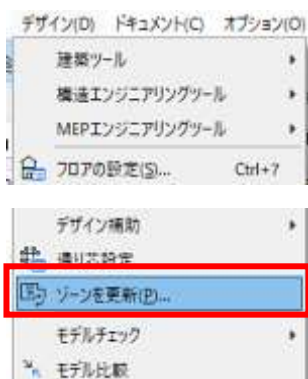 デザイン(D) ドキュメント(C) オプション(O)
建築ツール
構造エンジニアリングツール
MEPエンジニアリングツール
フロアの設定(S)... Ctrl+7
デザイン補助
通り芯設定
ゾーンを更新(P)...
モデルチェック
モデル比較